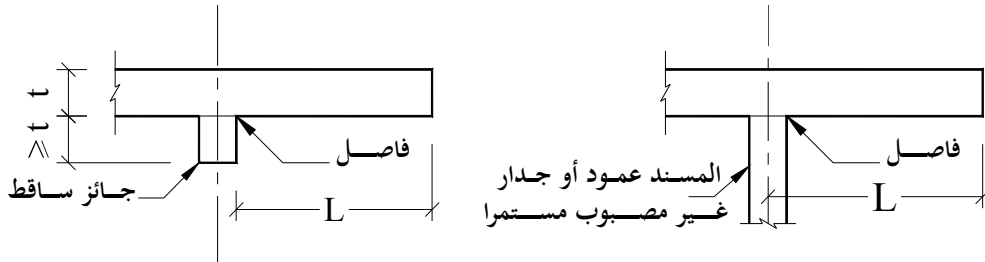 t
≥ t
فاصل
جائز ساقط
L
فاصل
المسند عمود أو جدار
غير مصبوب مستمرا
L